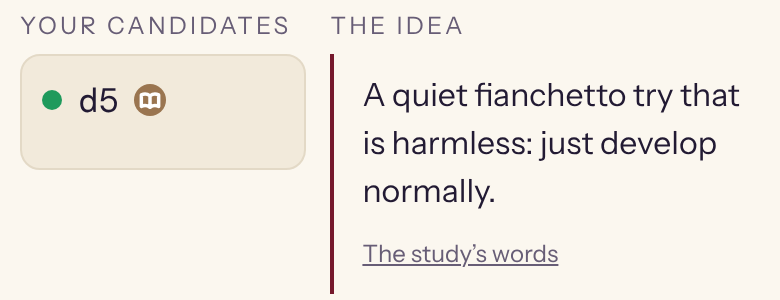 YOUR CANDIDATES
THE IDEA
d5
A quiet fianchetto try that
is harmless: just develop
normally.
The study’s words